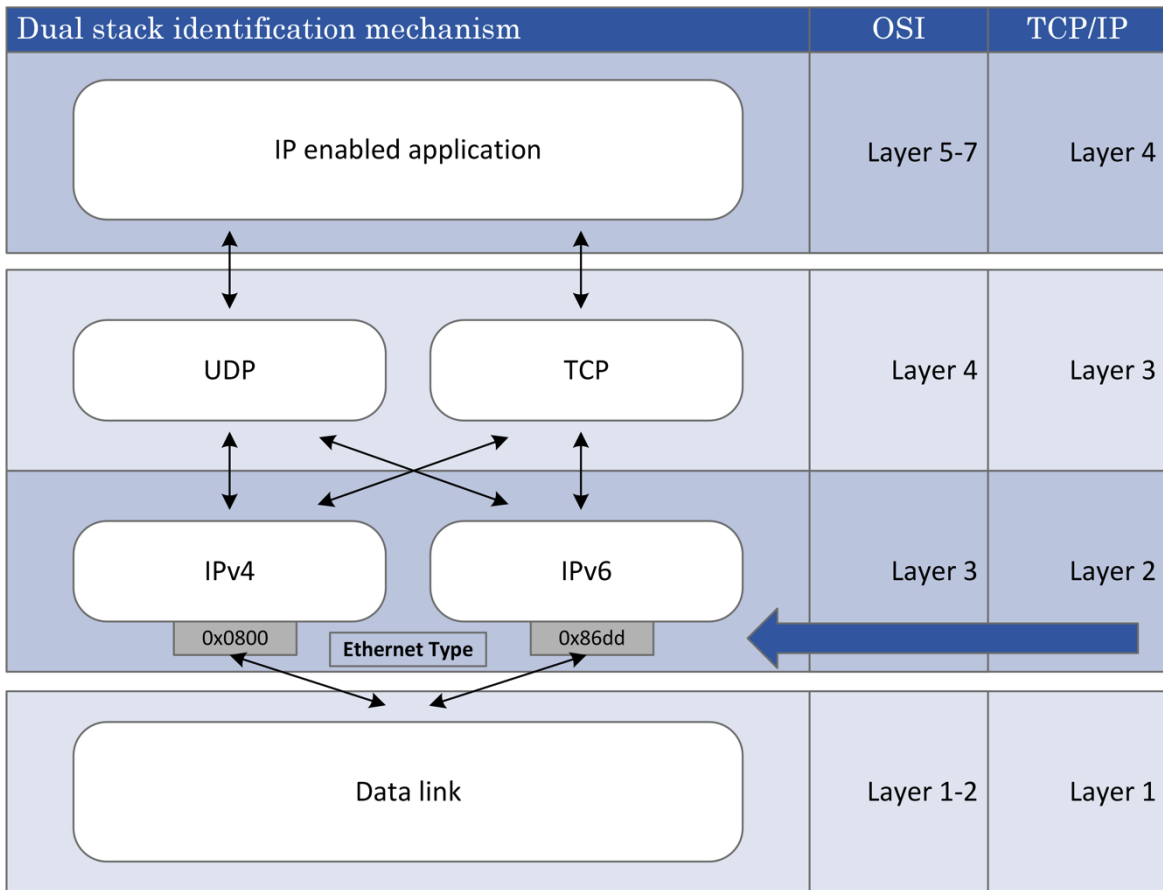 Dual stack identification mechanism OSI TCP/IP
IP enabled application Layer 5-7 Layer 4
UDP TCP Layer 4 Layer 3
IPv4 IPv6 Layer 3 Layer 2
0x0800 Ethernet Type 0x86dd
Data link Layer 1-2 Layer 1